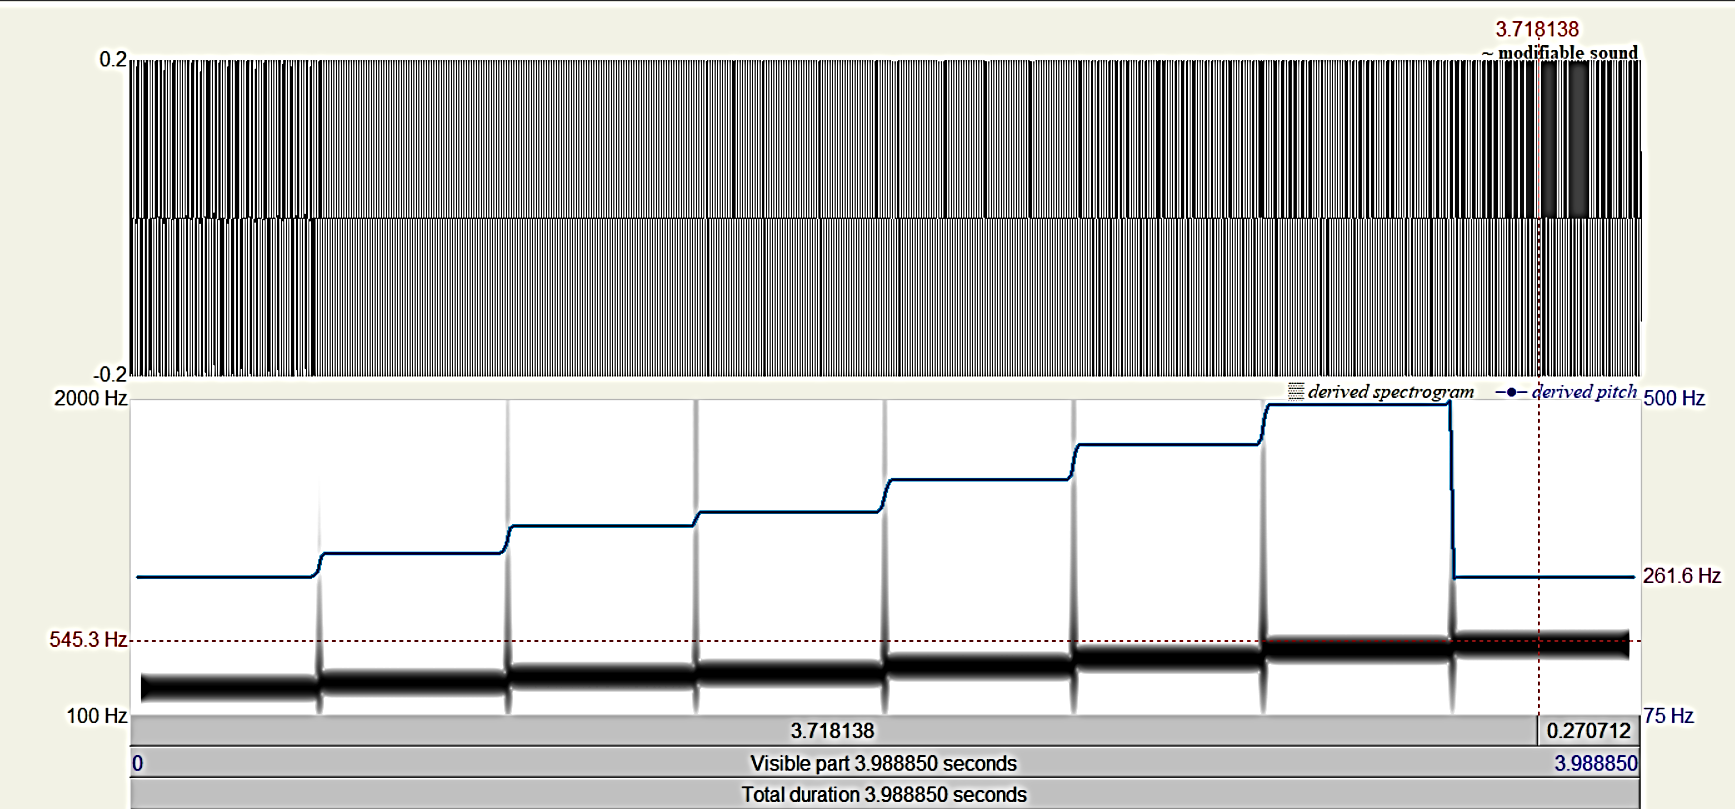 3.718138
~ modifiable sound
0.2
-0.2
derived spectrogram derived pitch
2000 Hz 500 Hz
261.6 Hz
545.3 Hz
100 Hz 75 Hz
3.718138 0.270712
0 Visible part 3.988850 seconds 3.988850
Total duration 3.988850 seconds